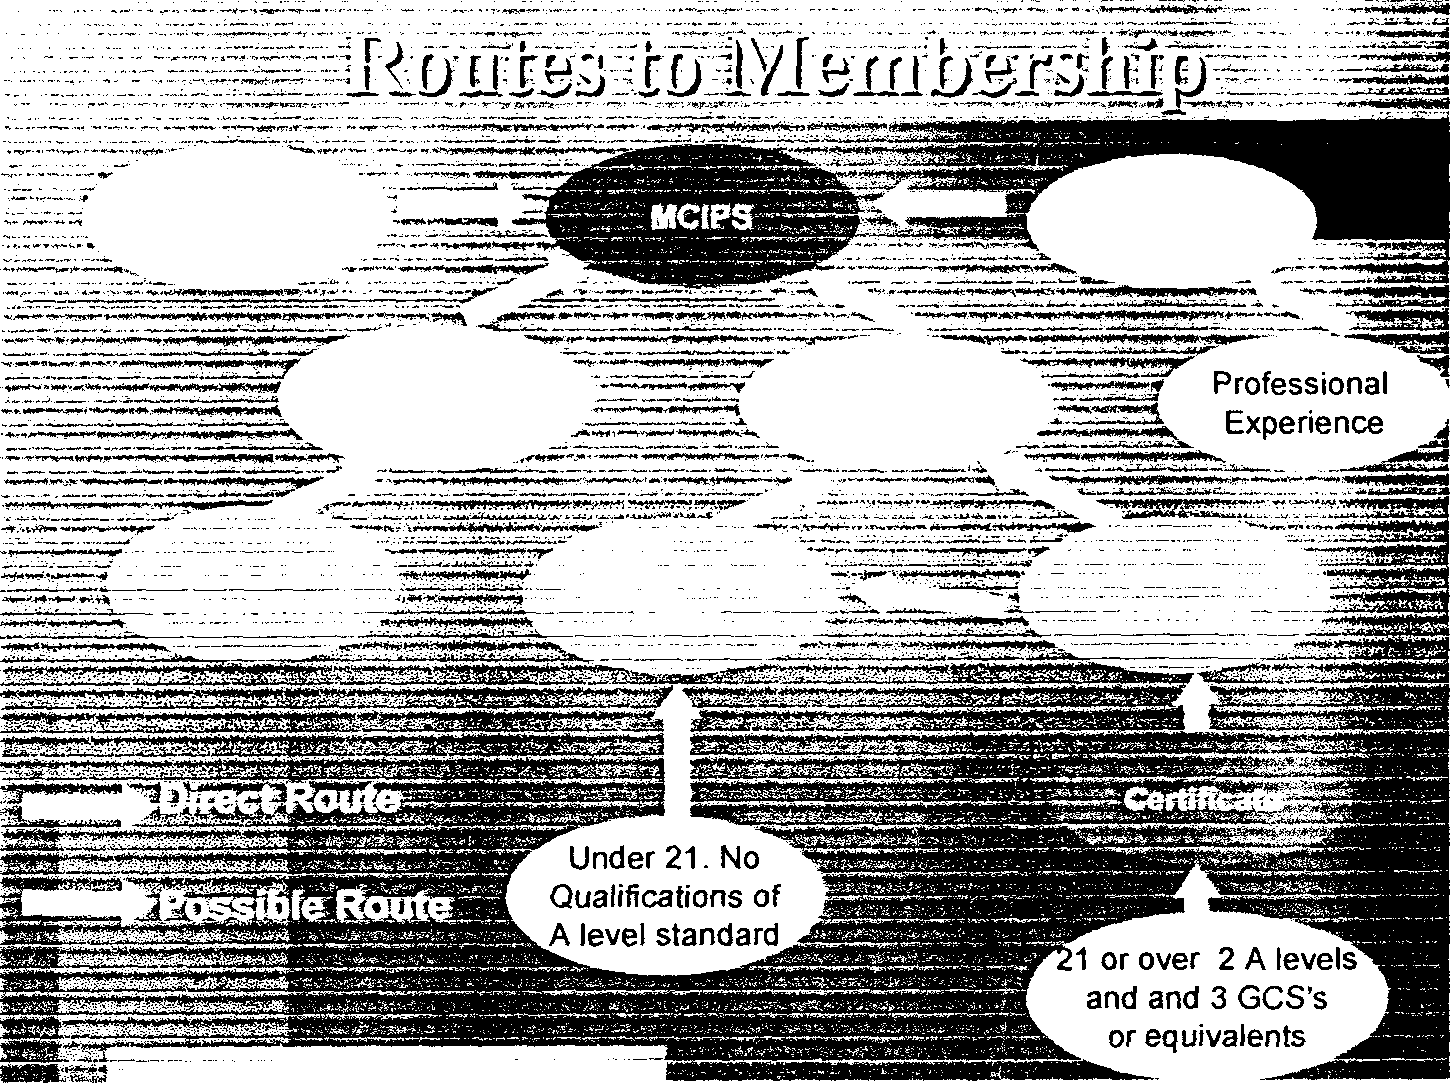 Routes to Membership
MCIPS
Professional
Experience
Direct Route
Certificate
Under 21. No
Qualifications of
A level standard
Possible Route
21 or over 2 A levels
and and 3 GCS's
or equivalents